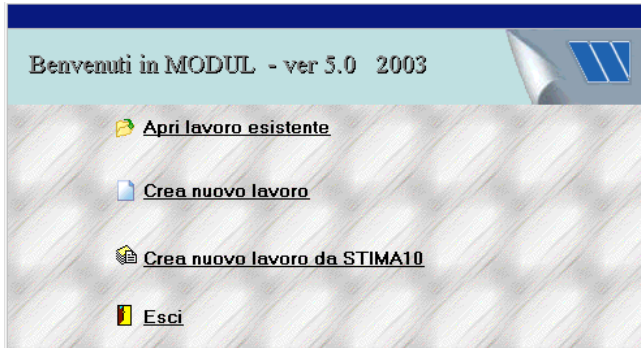 Benvenuti in MODUL - ver 5.0 2003
Apri lavoro esistente
Crea nuovo lavoro
Crea nuovo lavoro da STIMA10
Esci